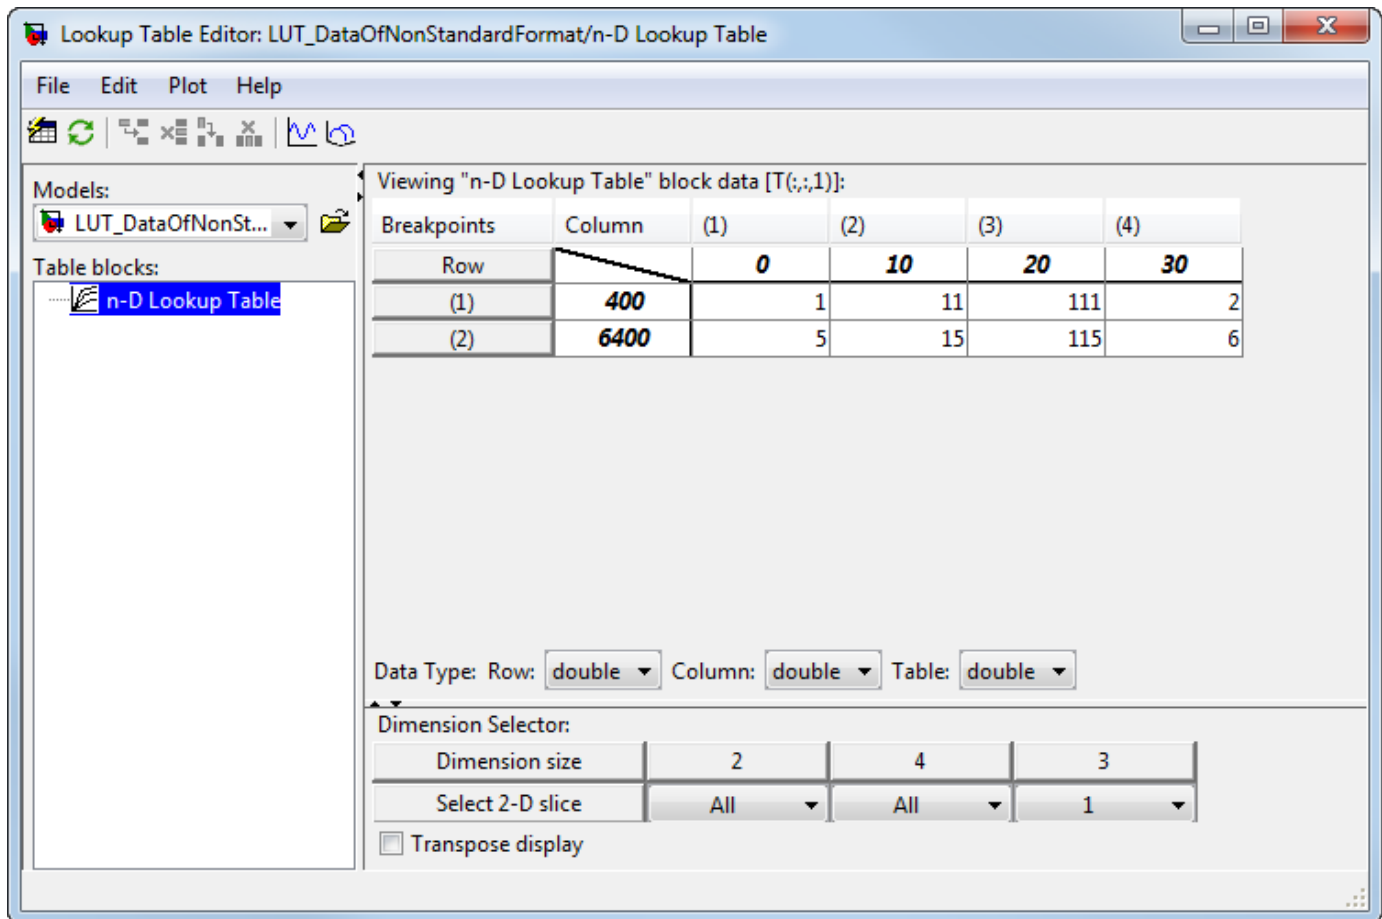 Lookup Table Editor: LUT_DataOfNonStandardFormat/n-D Lookup Table
File Edit Plot Help
Models:
LUT_DataOfNonSt...
Table blocks:
n-D Lookup Table
Viewing "n-D Lookup Table" block data [T(:,:,1)]:
Breakpoints Column (1) (2) (3) (4)
Row 0 10 20 30
(1) 400 1 11 111 2
(2) 6400 5 15 115 6
Data Type: Row: double Column: double Table: double
Dimension Selector:
Dimension size 2 4 3
Select 2-D slice All All 1
Transpose display